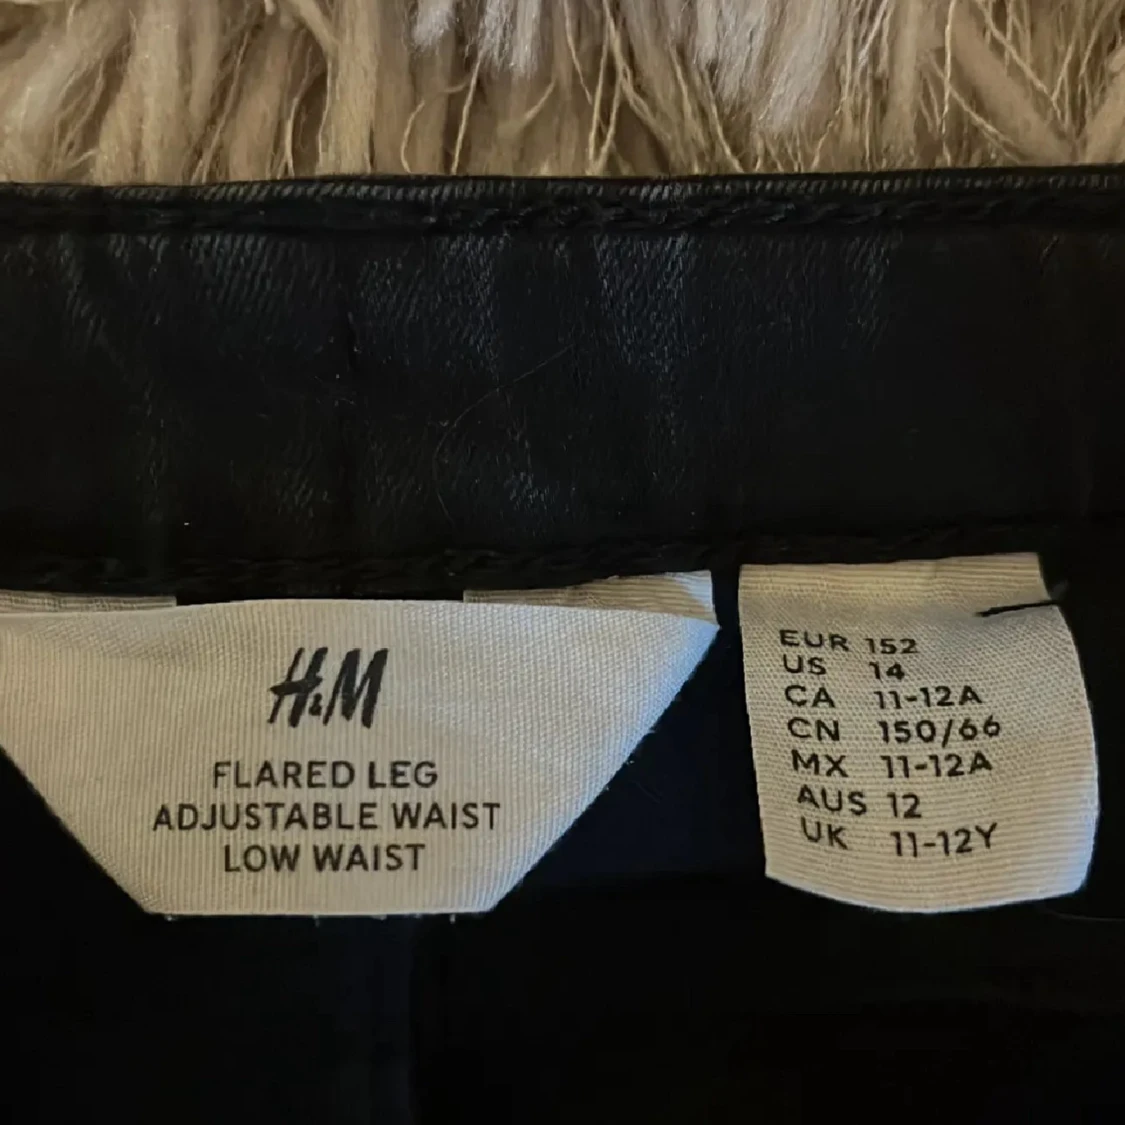 H&M
FLARED LEG
ADJUSTABLE WAIST
LOW WAIST
EUR 152
US 14
CA 11-12A
CN 150/66
MX 11-12A
AUS 12
UK 11-12Y